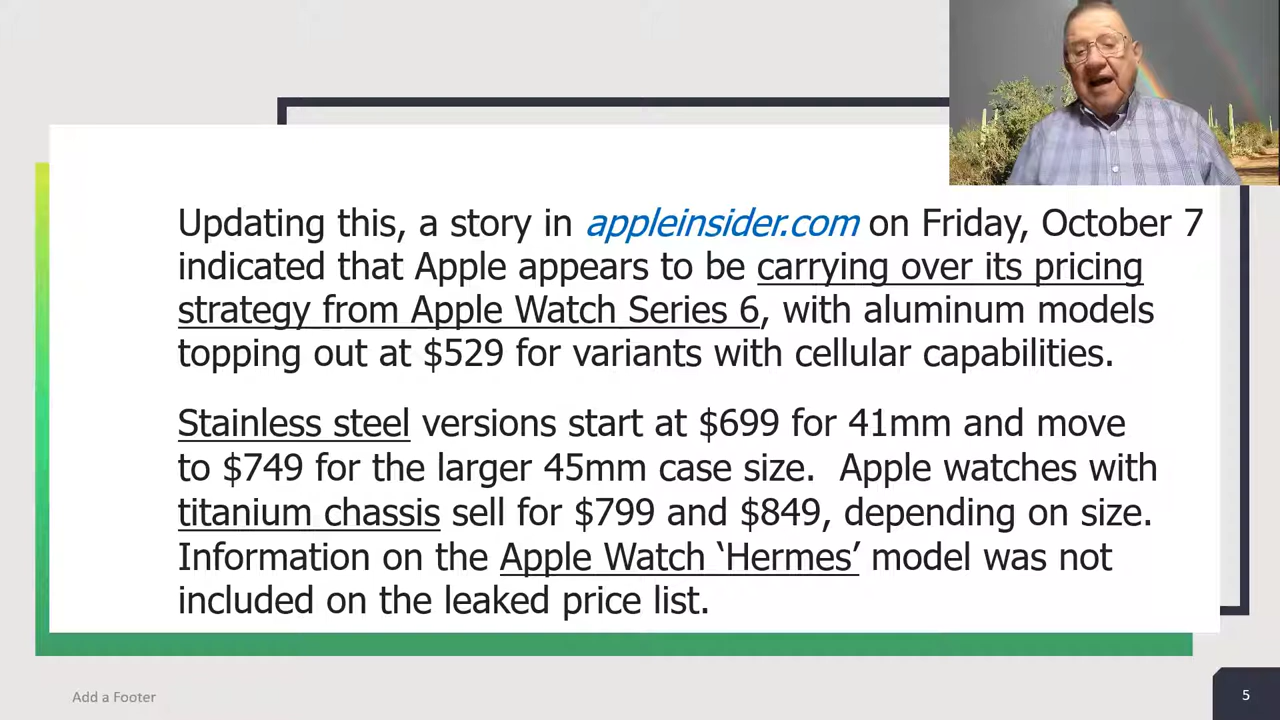 Updating this, a story in appleinsider.com on Friday, October 7
indicated that Apple appears to be carrying over its pricing
strategy from Apple Watch Series 6, with aluminum models
topping out at $529 for variants with cellular capabilities.
Stainless steel versions start at $699 for 41mm and move
to $749 for the larger 45mm case size.  Apple watches with
titanium chassis sell for $799 and $849, depending on size.
Information on the Apple Watch ‘Hermes’ model was not
included on the leaked price list.
Add a Footer
5